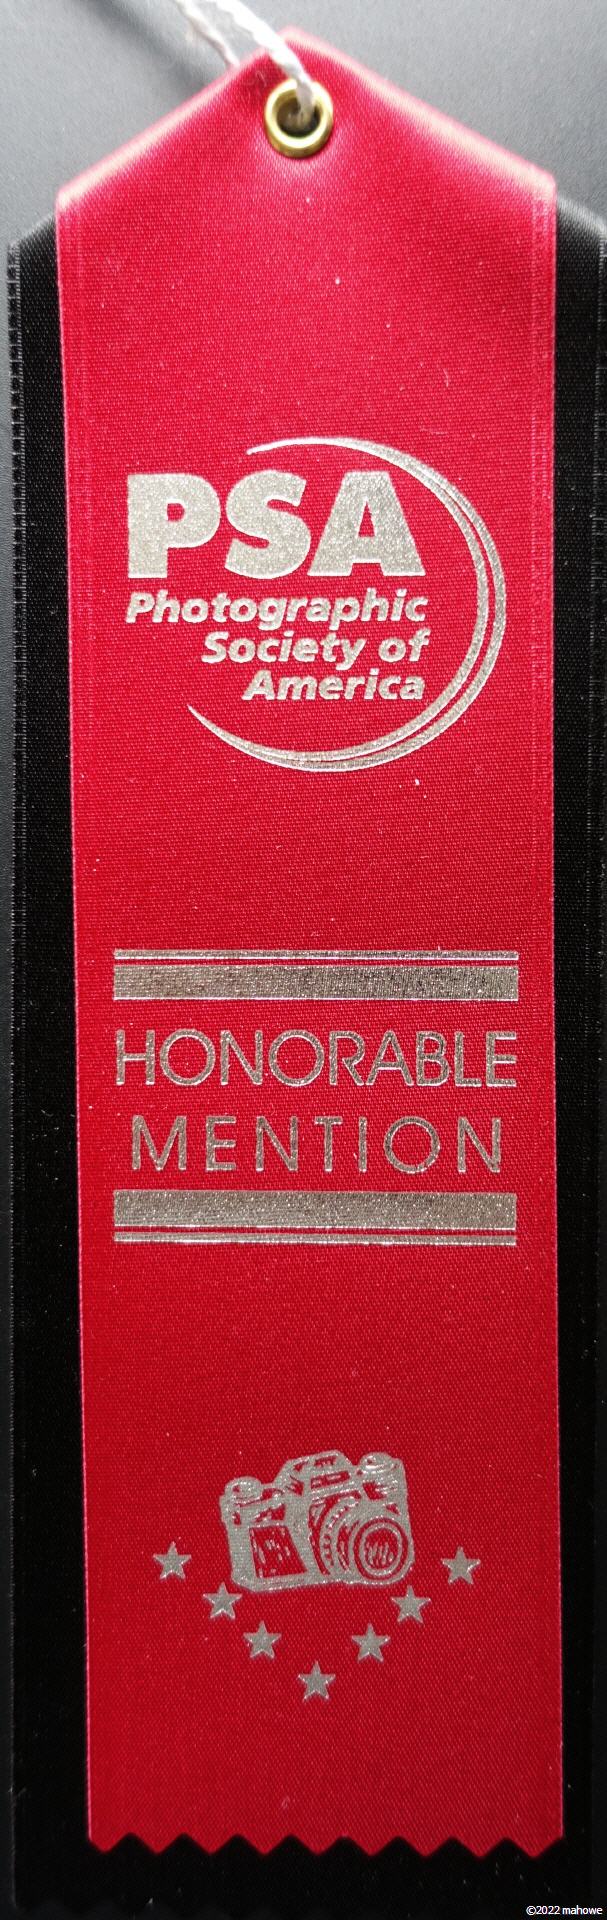 PSA
Photographic
Society of
America
HONORABLE
MENTION
©2022 mahowe